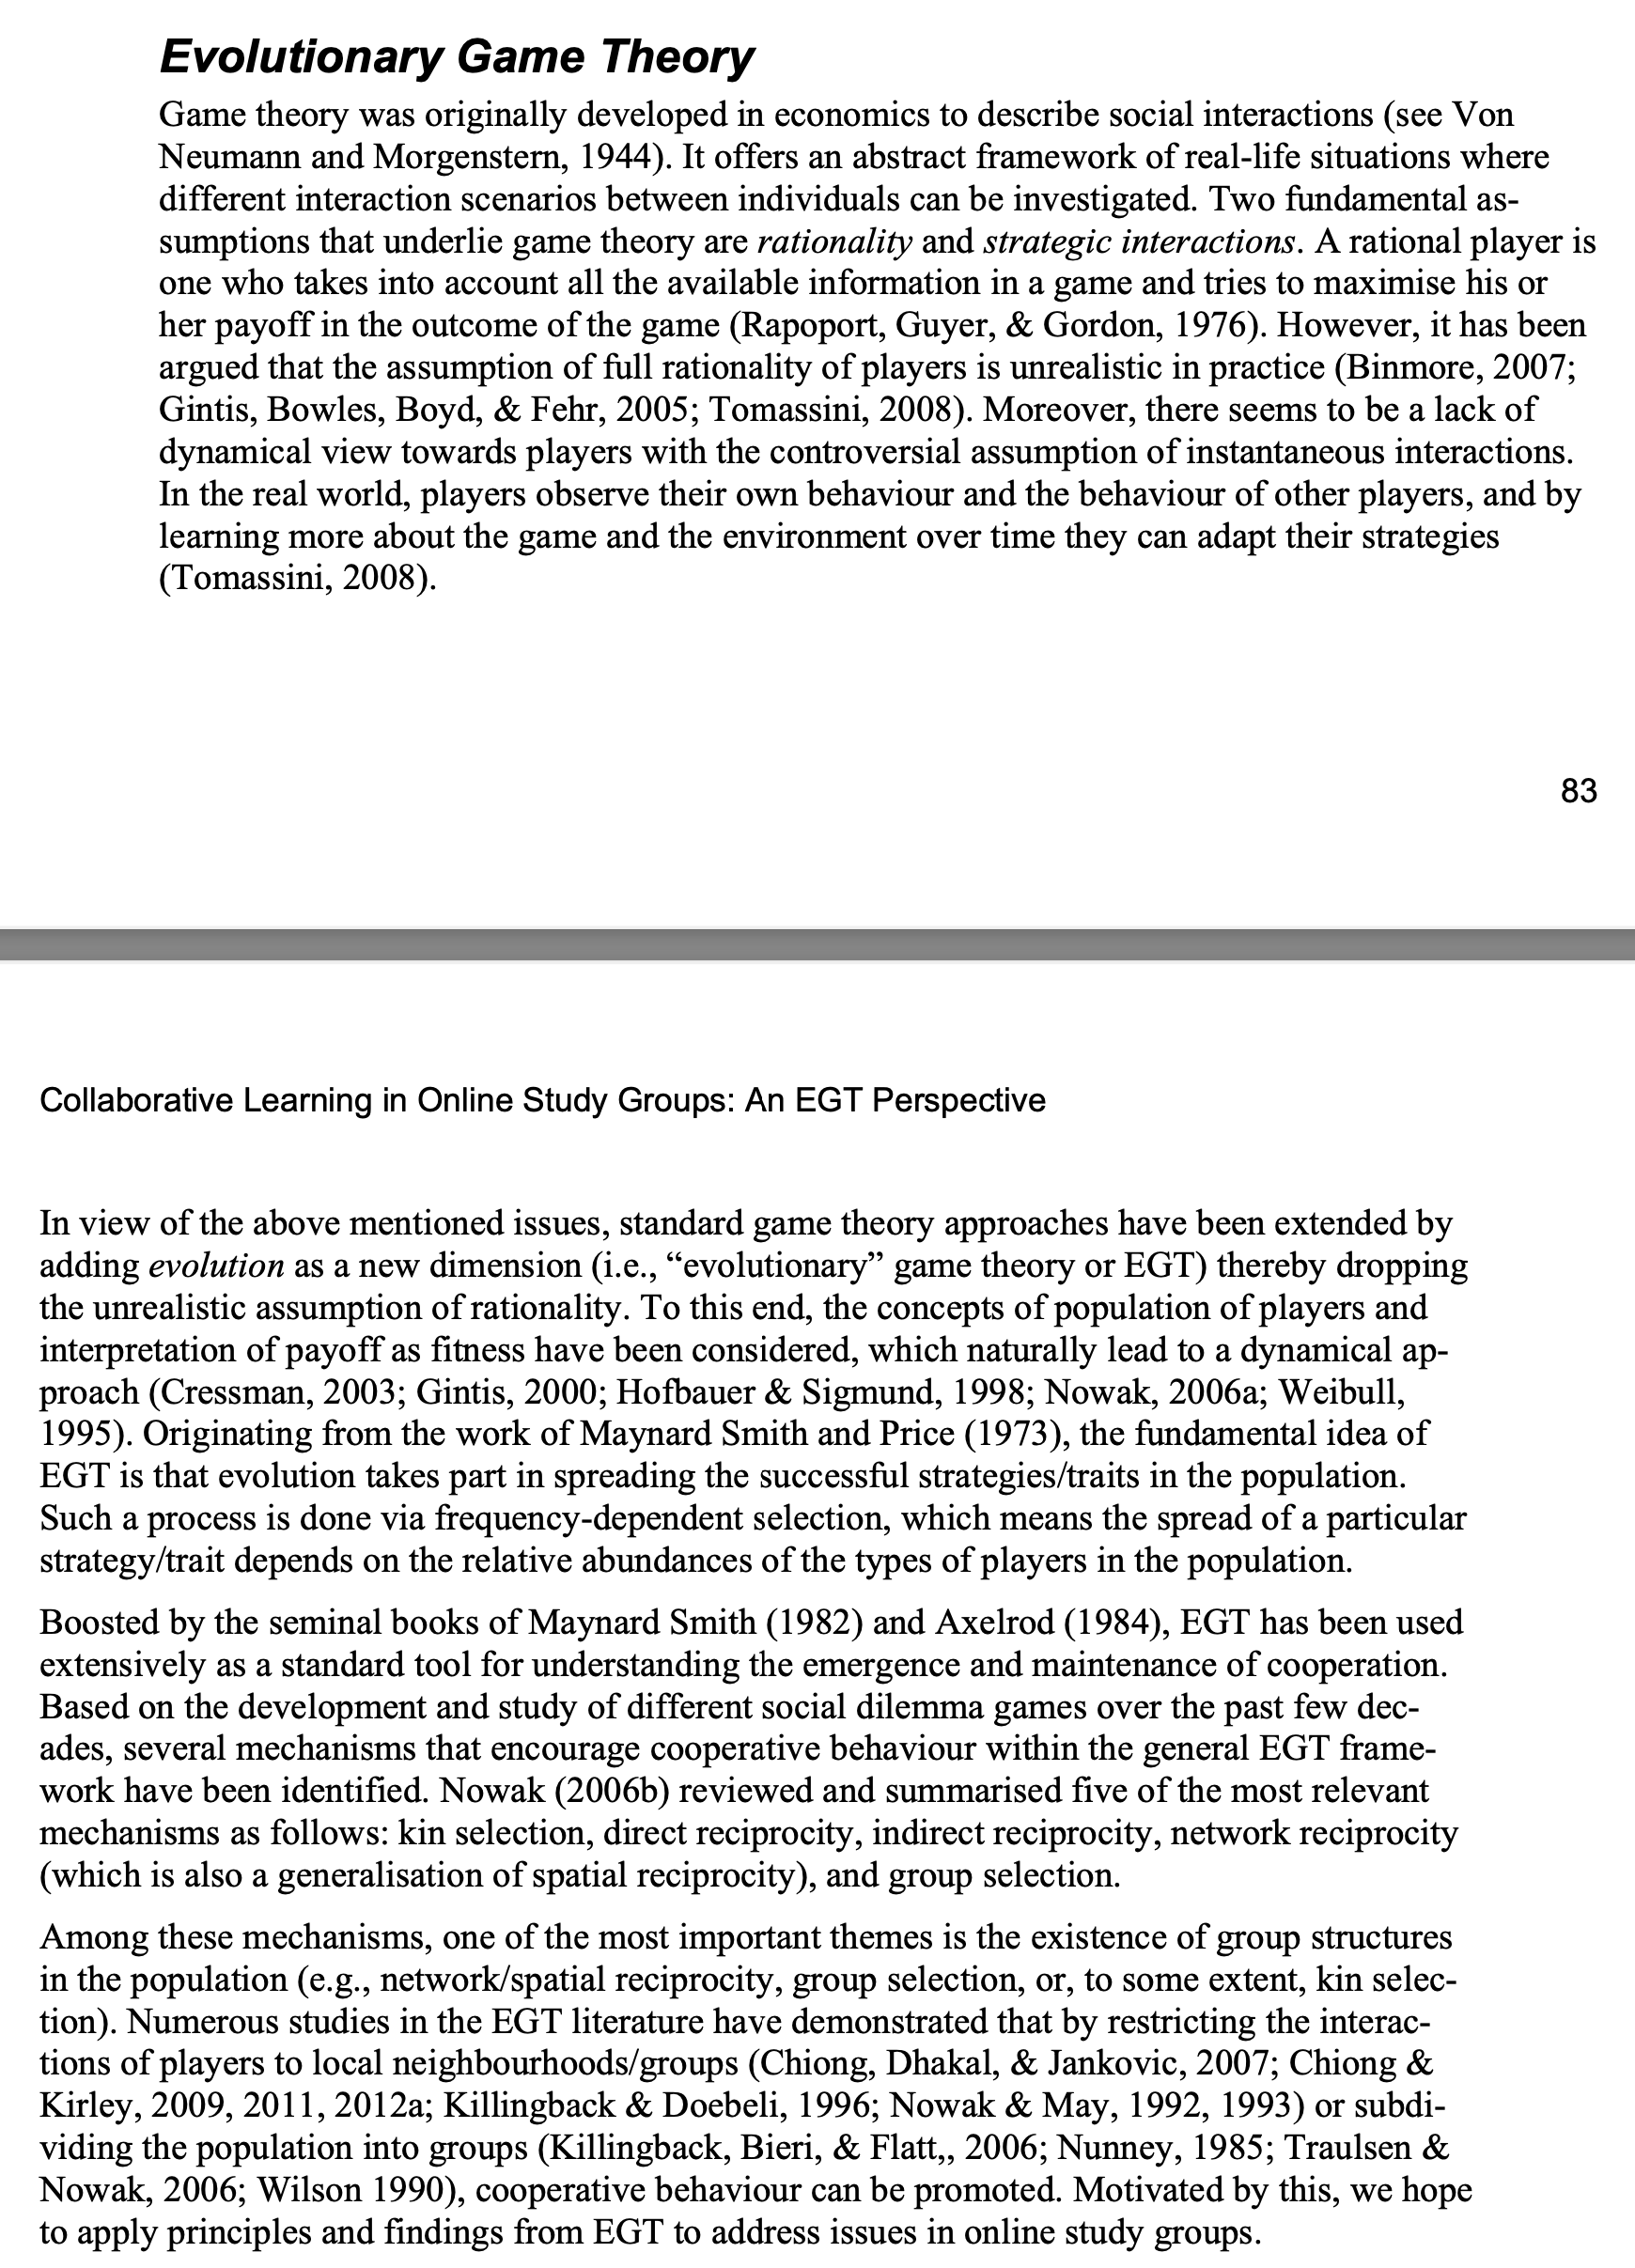 Evolutionary Game Theory
Game theory was originally developed in economics to describe social interactions (see Von
Neumann and Morgenstern, 1944). It offers an abstract framework of real-life situations where
different interaction scenarios between individuals can be investigated. Two fundamental as-
sumptions that underlie game theory are rationality and strategic interactions. A rational player is
one who takes into account all the available information in a game and tries to maximise his or
her payoff in the outcome of the game (Rapoport, Guyer, & Gordon, 1976). However, it has been
argued that the assumption of full rationality of players is unrealistic in practice (Binmore, 2007;
Gintis, Bowles, Boyd, & Fehr, 2005; Tomassini, 2008). Moreover, there seems to be a lack of
dynamical view towards players with the controversial assumption of instantaneous interactions.
In the real world, players observe their own behaviour and the behaviour of other players, and by
learning more about the game and the environment over time they can adapt their strategies
(Tomassini, 2008).
83
Collaborative Learning in Online Study Groups: An EGT Perspective
In view of the above mentioned issues, standard game theory approaches have been extended by
adding evolution as a new dimension (i.e., “evolutionary” game theory or EGT) thereby dropping
the unrealistic assumption of rationality. To this end, the concepts of population of players and
interpretation of payoff as fitness have been considered, which naturally lead to a dynamical ap-
proach (Cressman, 2003; Gintis, 2000; Hofbauer & Sigmund, 1998; Nowak, 2006a; Weibull,
1995). Originating from the work of Maynard Smith and Price (1973), the fundamental idea of
EGT is that evolution takes part in spreading the successful strategies/traits in the population.
Such a process is done via frequency-dependent selection, which means the spread of a particular
strategy/trait depends on the relative abundances of the types of players in the population.
Boosted by the seminal books of Maynard Smith (1982) and Axelrod (1984), EGT has been used
extensively as a standard tool for understanding the emergence and maintenance of cooperation.
Based on the development and study of different social dilemma games over the past few dec-
ades, several mechanisms that encourage cooperative behaviour within the general EGT frame-
work have been identified. Nowak (2006b) reviewed and summarised five of the most relevant
mechanisms as follows: kin selection, direct reciprocity, indirect reciprocity, network reciprocity
(which is also a generalisation of spatial reciprocity), and group selection.
Among these mechanisms, one of the most important themes is the existence of group structures
in the population (e.g., network/spatial reciprocity, group selection, or, to some extent, kin selec-
tion). Numerous studies in the EGT literature have demonstrated that by restricting the interac-
tions of players to local neighbourhoods/groups (Chiong, Dhakal, & Jankovic, 2007; Chiong &
Kirley, 2009, 2011, 2012a; Killingback & Doebeli, 1996; Nowak & May, 1992, 1993) or subdi-
viding the population into groups (Killingback, Bieri, & Flatt,, 2006; Nunney, 1985; Traulsen &
Nowak, 2006; Wilson 1990), cooperative behaviour can be promoted. Motivated by this, we hope
to apply principles and findings from EGT to address issues in online study groups.